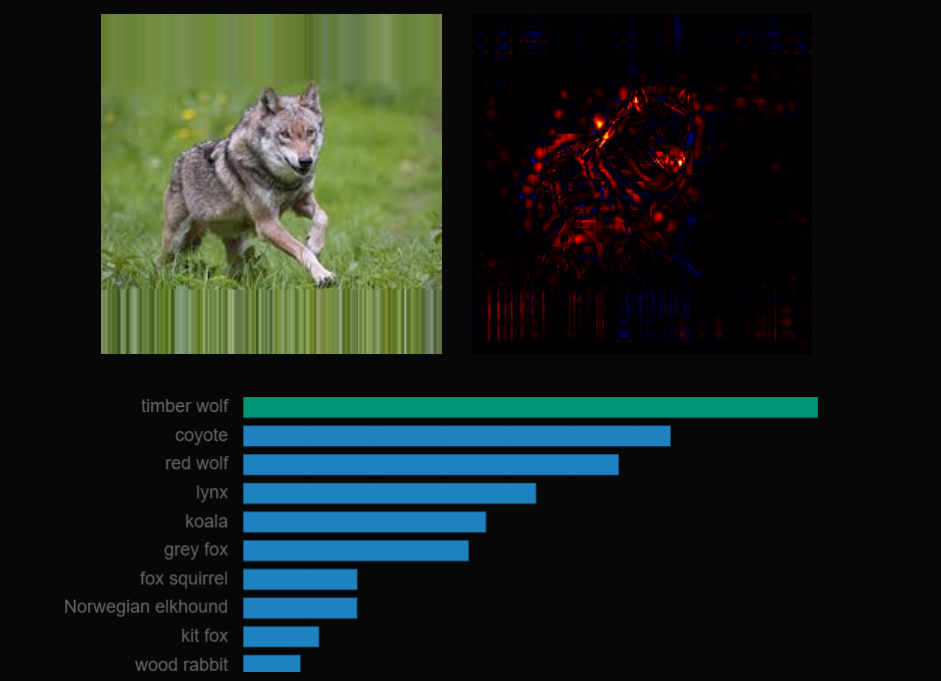 timber wolf
coyote
red wolf
lynx
koala
grey fox
fox squirrel
Norwegian elkhound
kit fox
wood rabbit